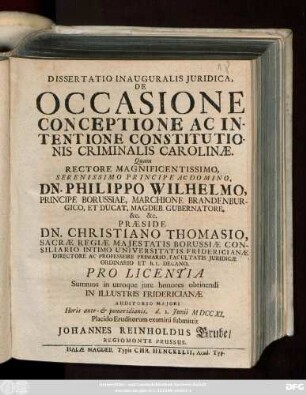 DISSERTATIO INAUGURALIS JURIDICA,
DE
OCCASIONE
CONCEPTIONE AC IN-
TENTIONE CONSTITUTIO-
NIS CRIMINALIS CAROLINÆ.
Quam
RECTORE MAGNIFICENTISSIMO,
SERENISSIMO PRINCIPE AC DOMINO,
DN. PHILIPPO WILHELMO,
PRINCIPE BORUSSIAE, MARCHIONE BRANDENBUR-
GICO, ET DUCAT. MAGDEB. GUBERNATORE,
&c. &c.
PRÆSIDE
DN. CHRISTIANO THOMASIO,
SACRÆ REGIÆ MAJESTATIS BORUSSIÆ CON-
SILIARIO INTIMO UNIVERSITATIS FRIDERICIANÆ
DIRECTORE AC PROFESSORE PRIMARIO, FACULTATIS JURIDICÆ
ORDINARIO ET h.t. DECANO.
PRO LICENTIA
Summos in utroque jure honores obtinendi
IN ILLUSTRIS FRIDERICIANÆ
AUDITORIO MAJORI
Horis ante- & pomeridianis. d. Junii MDCCXI.
Placido Eruditorum examini submittit
JOHANNES REINHOLDUS Grube/
REGIOMONTE PRUSSUS.
HALÆ MAGDEB. Typis CHR. HENCKELII, Acad. TYP.